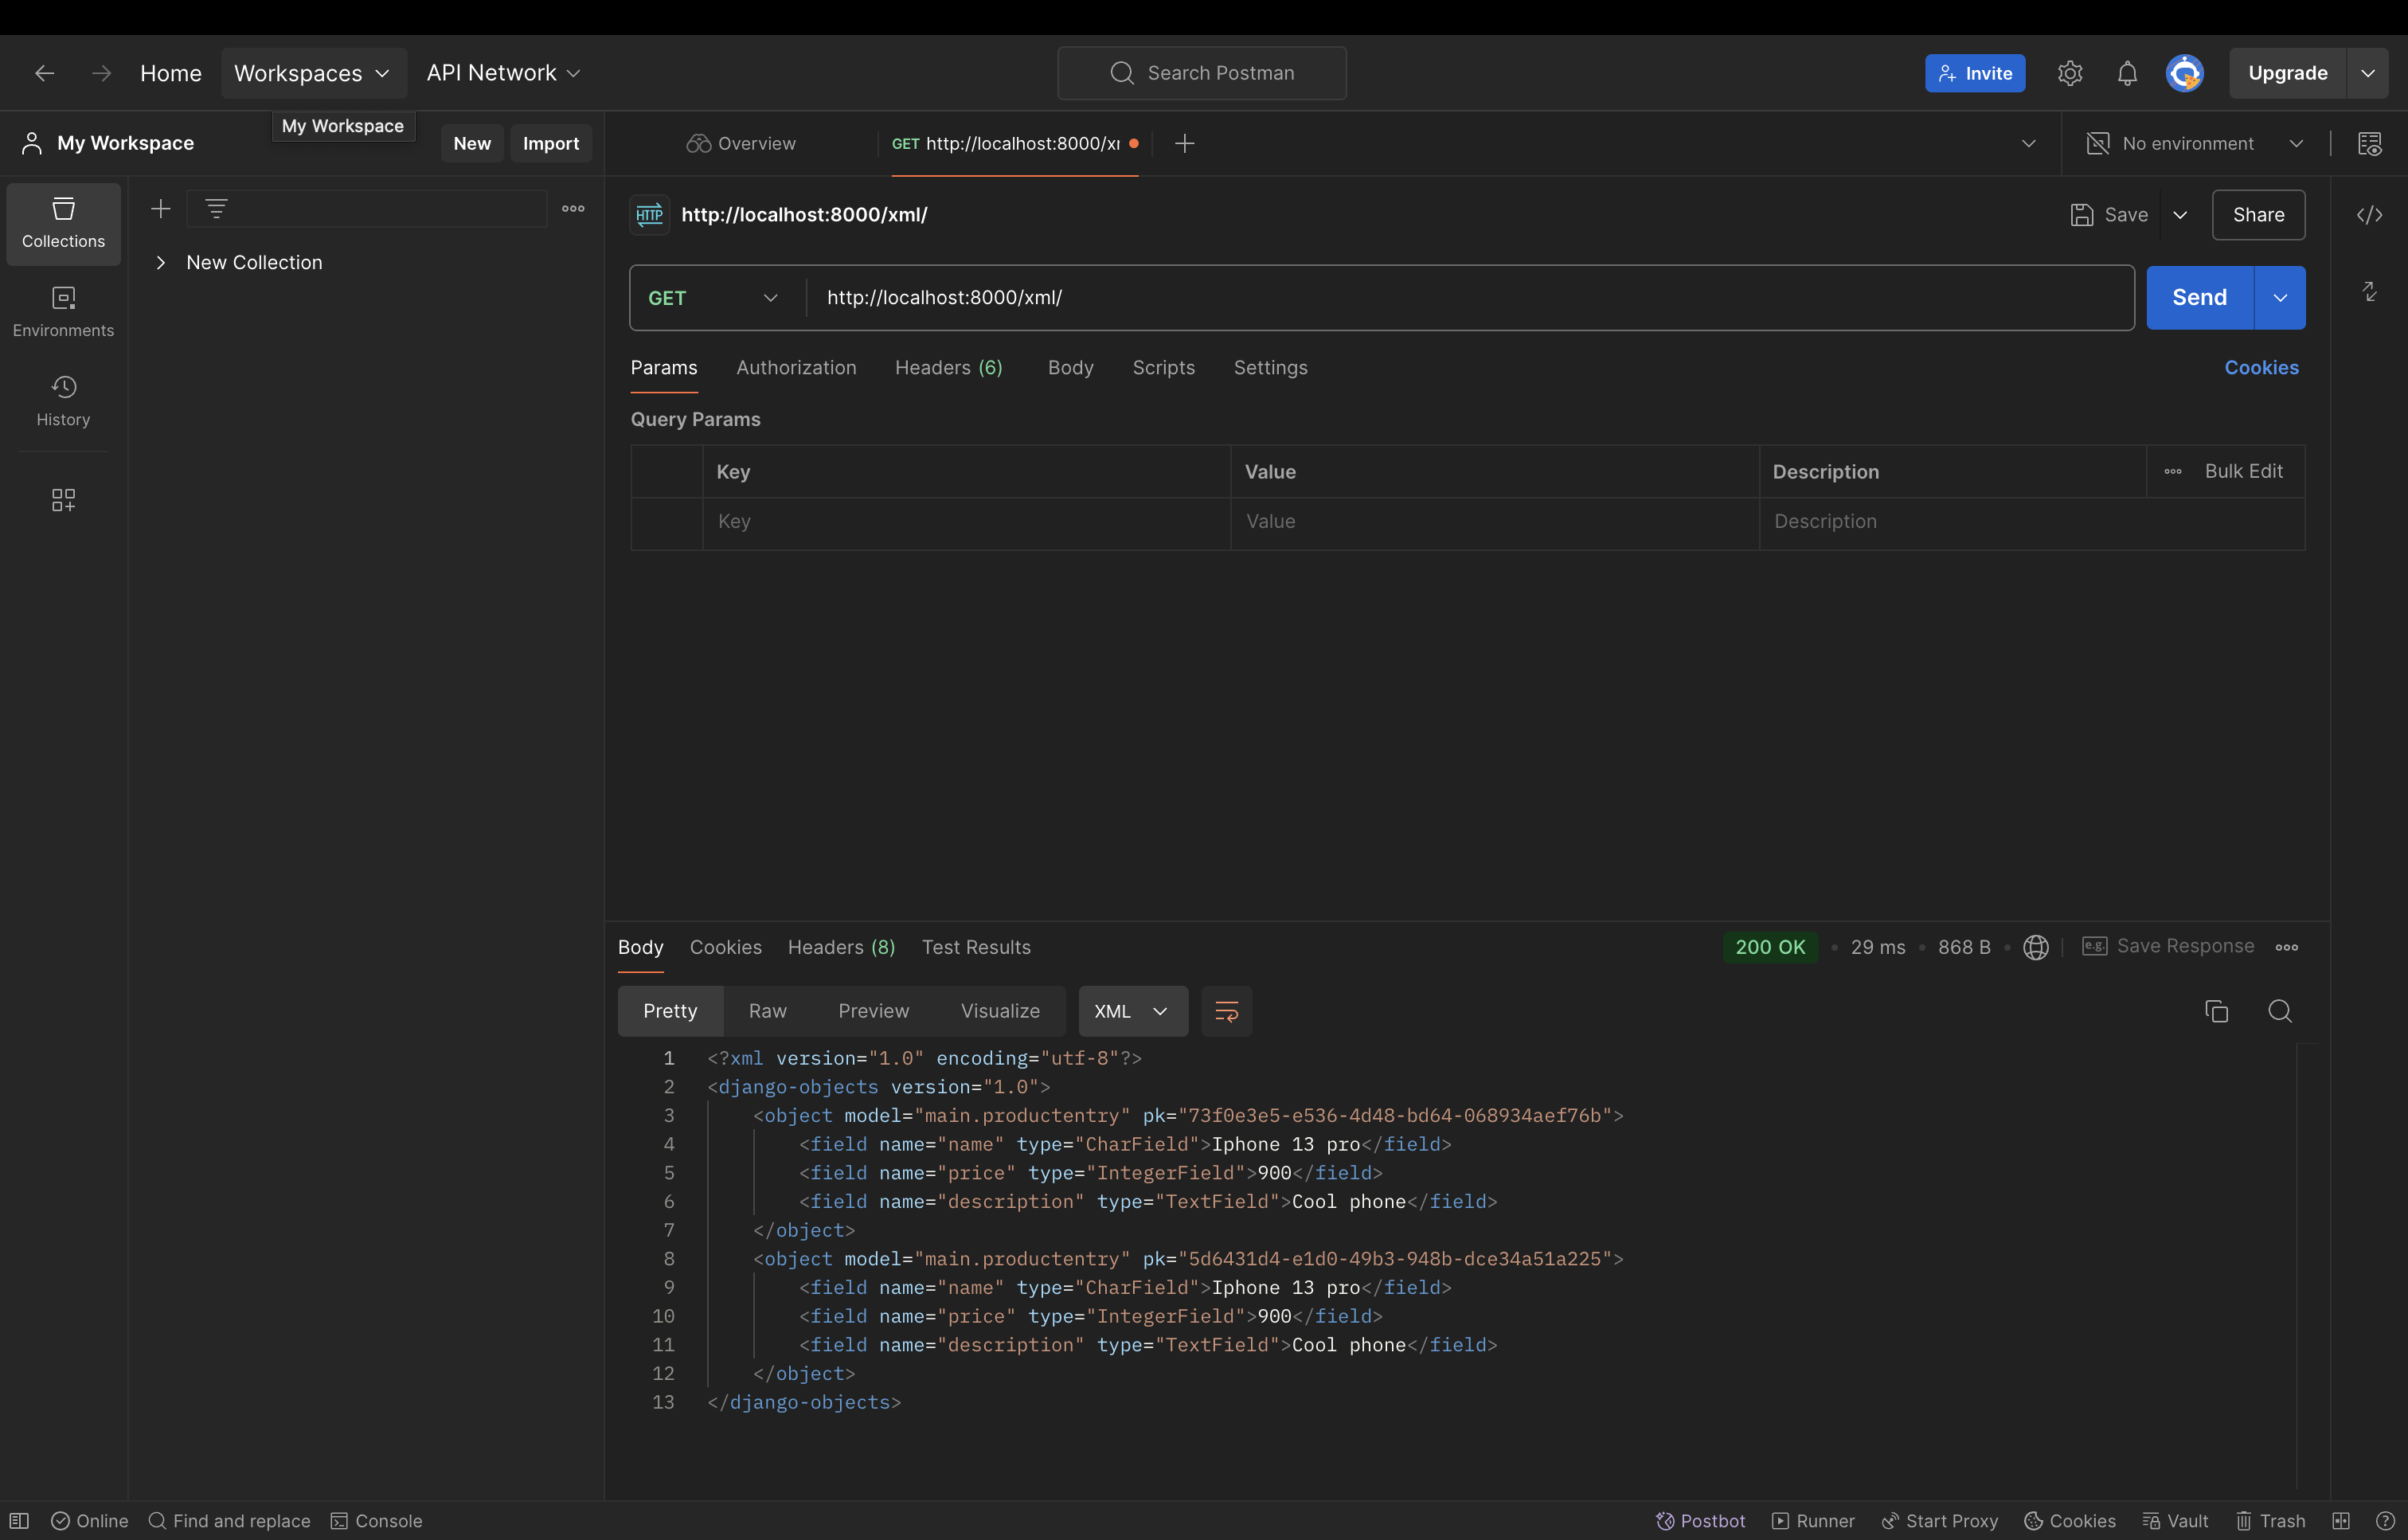 Home Workspaces API Network Search Postman Invite Upgrade
My Workspace My Workspace New Import Overview GET http://localhost:8000/x No environment
HTTP http://localhost:8000/xml/ Save Share
Collections
New Collection
GET http://localhost:8000/xml/ Send
Environments
Params Authorization Headers (6) Body Scripts Settings Cookies
History
Query Params
Key Value Description Bulk Edit
Key Value Description
Body Cookies Headers (8) Test Results 200 OK 29 ms 868 B e.g. Save Response
Pretty Raw Preview Visualize XML
1 <?xml version="1.0" encoding="utf-8"?>
2 <django-objects version="1.0">
3 <object model="main.productentry" pk="73f0e3e5-e536-4d48-bd64-068934aef76b">
4 <field name="name" type="CharField">Iphone 13 pro</field>
5 <field name="price" type="IntegerField">900</field>
6 <field name="description" type="TextField">Cool phone</field>
7 </object>
8 <object model="main.productentry" pk="5d6431d4-e1d0-49b3-948b-dce34a51a225">
9 <field name="name" type="CharField">Iphone 13 pro</field>
10 <field name="price" type="IntegerField">900</field>
11 <field name="description" type="TextField">Cool phone</field>
12 </object>
13 </django-objects>
Online Find and replace Console Postbot Runner Start Proxy Cookies Vault Trash